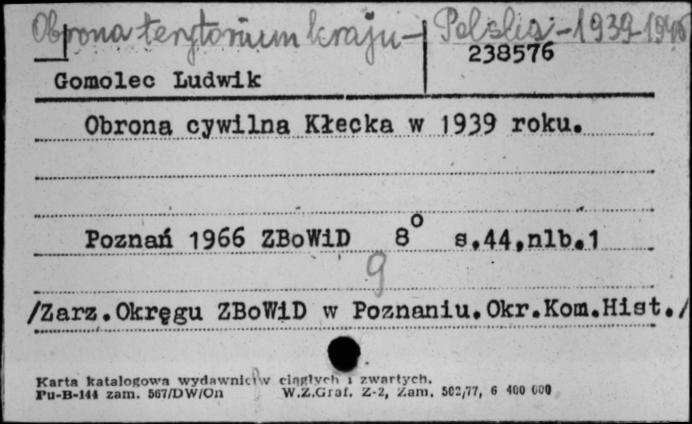 Obrona terytorium kraju - Polska - 1939-1945
238576
Gomolec Ludwik
Obrona cywilna Kłecka w 1939 roku.
Poznań 1966 ZBoWiD 8° s.44,nlb.1
9
/Zarz.Okręgu ZBoWiD w Poznaniu.Okr.Kom.Hist./
Karta katalogowa wydawnictw ciągłych i zwartych.
Pu-B-144 zam. 567/DW/On W.Z.Graf. Z-2, Zam. 502/77, 6 400 000